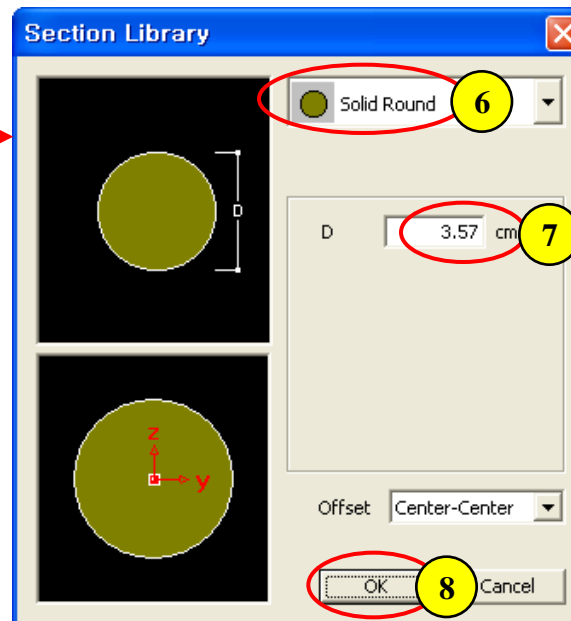 Section Library
Solid Round
6
D
D
3.57
cm
7
z
y
Offset
Center-Center
OK
8
Cancel